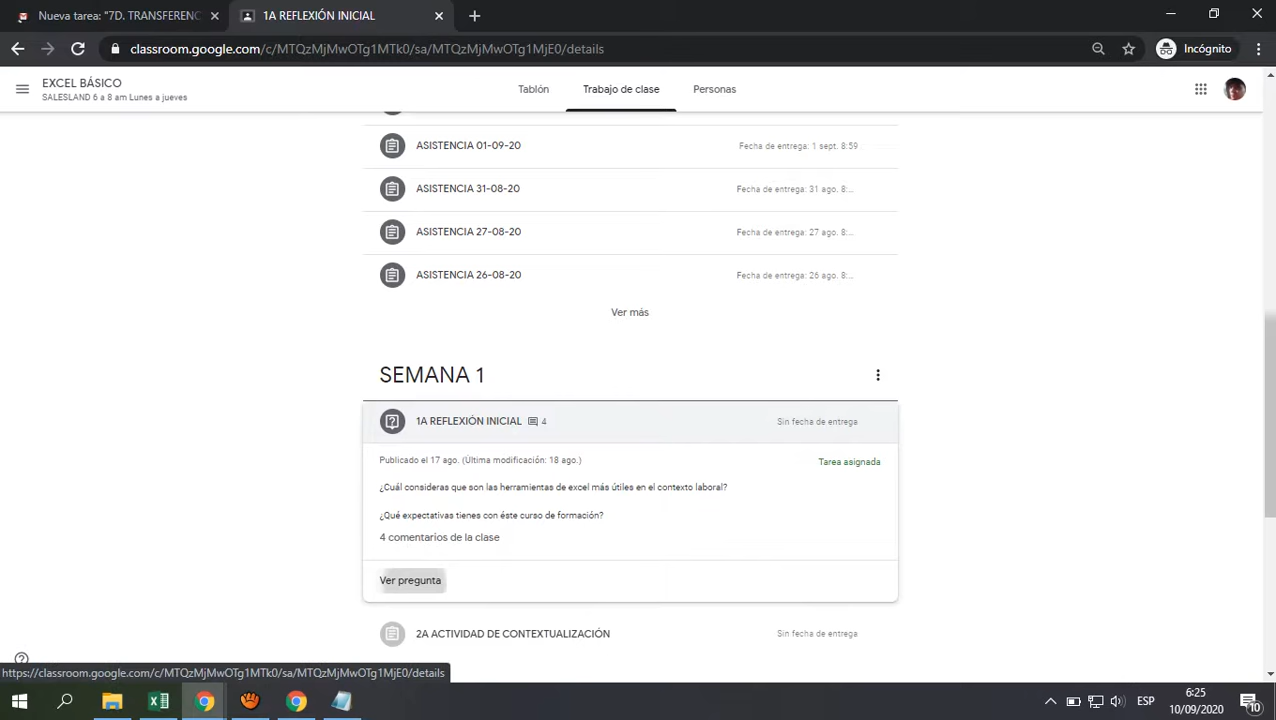 Nueva tarea: "7D. TRANSFERENC
1A REFLEXIÓN INICIAL
classroom.google.com/c/MTQzMjMwOTg1MTk0/sa/MTQzMjMwOTg1MjE0/details
Incógnito
EXCEL BÁSICO
SALESLAND 6 a 8 am Lunes a jueves
Tablón
Trabajo de clase
Personas
ASISTENCIA 01-09-20
Fecha de entrega: 1 sept. 8:59
ASISTENCIA 31-08-20
Fecha de entrega: 31 ago. 8:...
ASISTENCIA 27-08-20
Fecha de entrega: 27 ago. 8:...
ASISTENCIA 26-08-20
Fecha de entrega: 26 ago. 8:...
Ver más
SEMANA 1
1A REFLEXIÓN INICIAL 4
Sin fecha de entrega
Publicado el 17 ago. (Última modificación: 18 ago.)
Tarea asignada
¿Cuál consideras que son las herramientas de excel más útiles en el contexto laboral?
¿Qué expectativas tienes con éste curso de formación?
4 comentarios de la clase
Ver pregunta
2A ACTIVIDAD DE CONTEXTUALIZACIÓN
Sin fecha de entrega
https://classroom.google.com/c/MTQzMjMwOTg1MTk0/sa/MTQzMjMwOTg1MjE0/details
ESP
6:25
10/09/2020
10